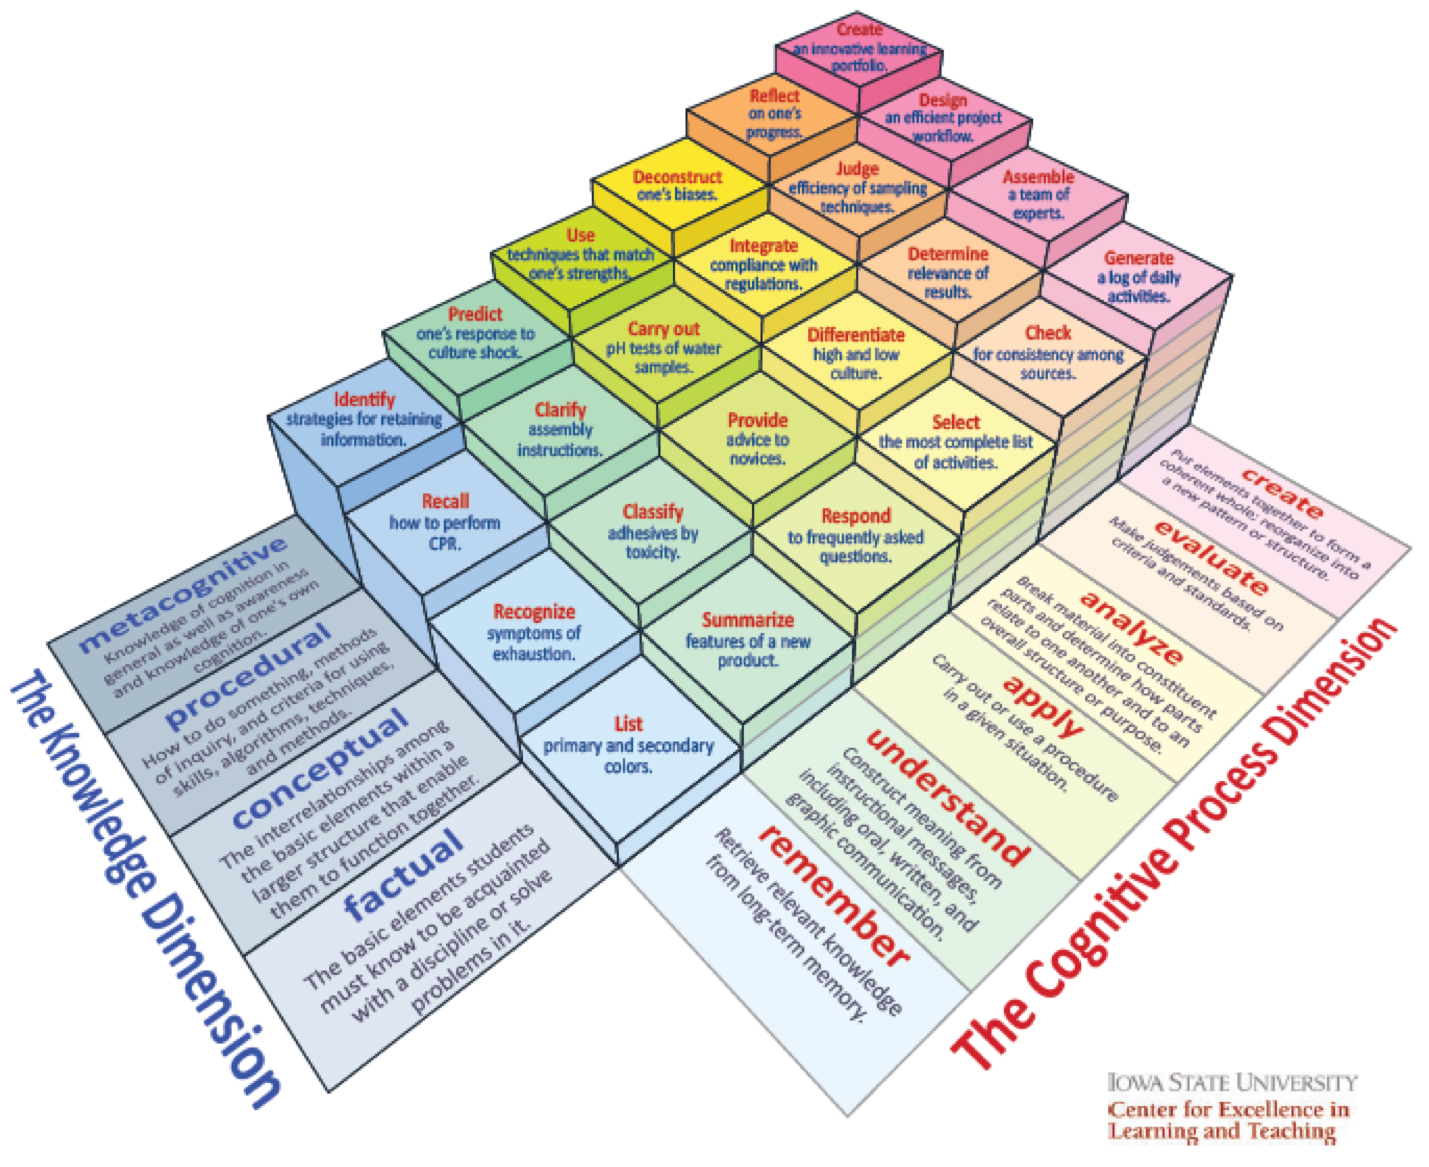 Create
an innovative learning
portfolio.
Reflect
on one's
progress.
Design
an efficient project
workflow.
Deconstruct
one's biases.
Judge
efficiency of sampling
techniques.
Assemble
a team of
experts.
Use
techniques that match
one's strengths.
Integrate
compliance with
regulations.
Determine
relevance of
results.
Generate
a log of daily
activities.
Predict
one's response to
culture shock.
Carry out
pH tests of water
samples.
Differentiate
high and low
culture.
Check
for consistency among
sources.
Identify
strategies for retaining
information.
Clarify
assembly
instructions.
Provide
advice to
novices.
Select
the most complete list
of activities.
Recall
how to perform
CPR.
Classify
adhesives by
toxicity.
Respond
to frequently asked
questions.
Recognize
symptoms of
exhaustion.
Summarize
features of a new
product.
List
primary and secondary
colors.
metacognitive
Knowledge of cognition in
general as well as awareness
and knowledge of one's own
cognition.
procedural
How to do something, methods
of inquiry, and criteria for using
skills, algorithms, techniques,
and methods.
conceptual
The interrelationships among
the basic elements within a
larger structure that enable
them to function together.
factual
The basic elements students
must know to be acquainted
with a discipline or solve
problems in it.
The Knowledge Dimension
create
Put elements together to form a
coherent whole; reorganize into
a new pattern or structure.
evaluate
Make judgements based on
criteria and standards.
analyze
Break material into constituent
parts and determine how parts
relate to one another and to an
overall structure or purpose.
apply
Carry out or use a procedure
in a given situation.
understand
Construct meaning from
instructional messages,
including oral, written, and
graphic communication.
remember
Retrieve relevant knowledge
from long-term memory.
The Cognitive Process Dimension
IOWA STATE UNIVERSITY
Center for Excellence in
Learning and Teaching